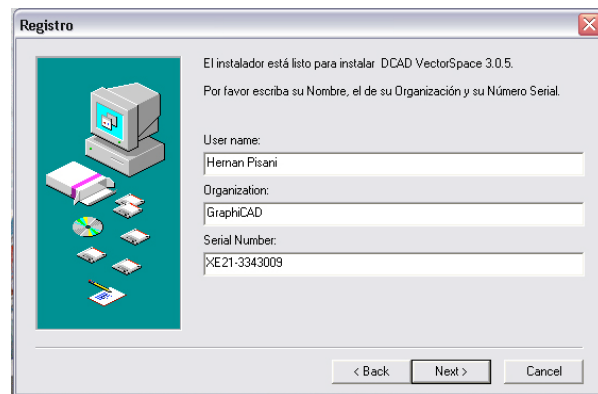 Registro
El instalador está listo para instalar DCAD VectorSpace 3.0.5.
Por favor escriba su Nombre, el de su Organización y su Número Serial.
User name:
Hernan Pisani
Organization:
GraphiCAD
Serial Number:
XE21-3343009
< Back Next > Cancel